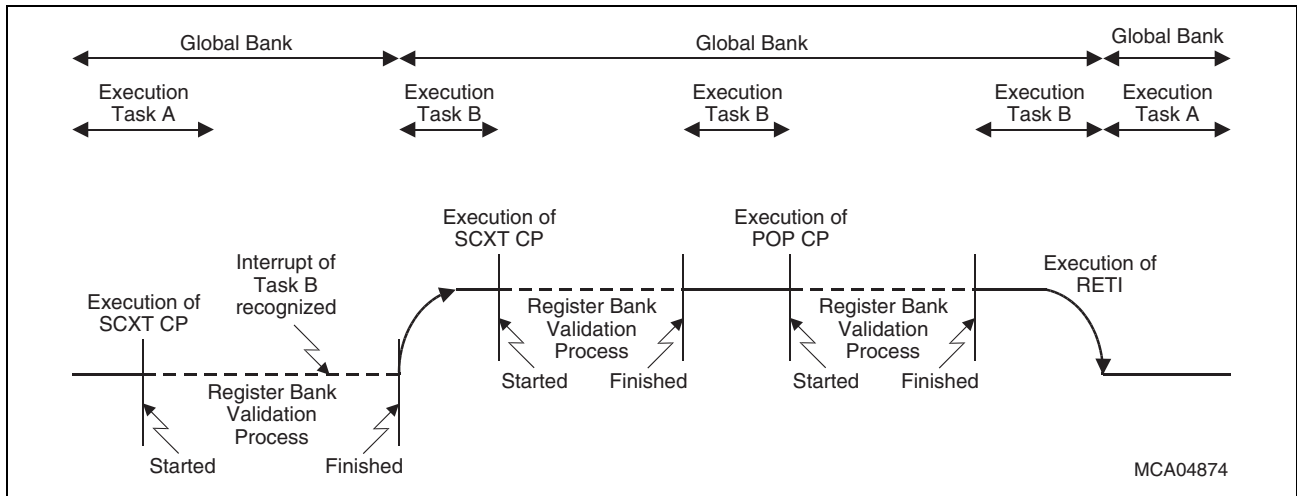 Global Bank
Global Bank
Global Bank
Execution
Task A
Execution
Task B
Execution
Task B
Execution
Task B
Execution
Task A
Execution of
SCXT CP
Interrupt of
Task B
recognized
Execution of
SCXT CP
Execution of
POP CP
Execution of
RETI
Register Bank
Validation
Process
Register Bank
Validation
Process
Register Bank
Validation
Process
Started
Finished
Started
Finished
Started
Finished
MCA04874